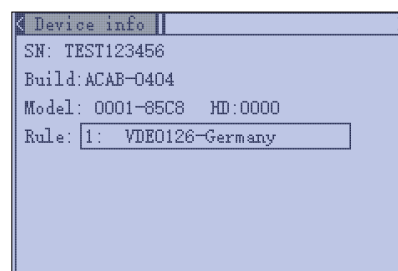 Device info
SN: TEST123456
Build:ACAB-0404
Model: 0001-85C8 HD:0000
Rule: 1: VDE0126-Germany